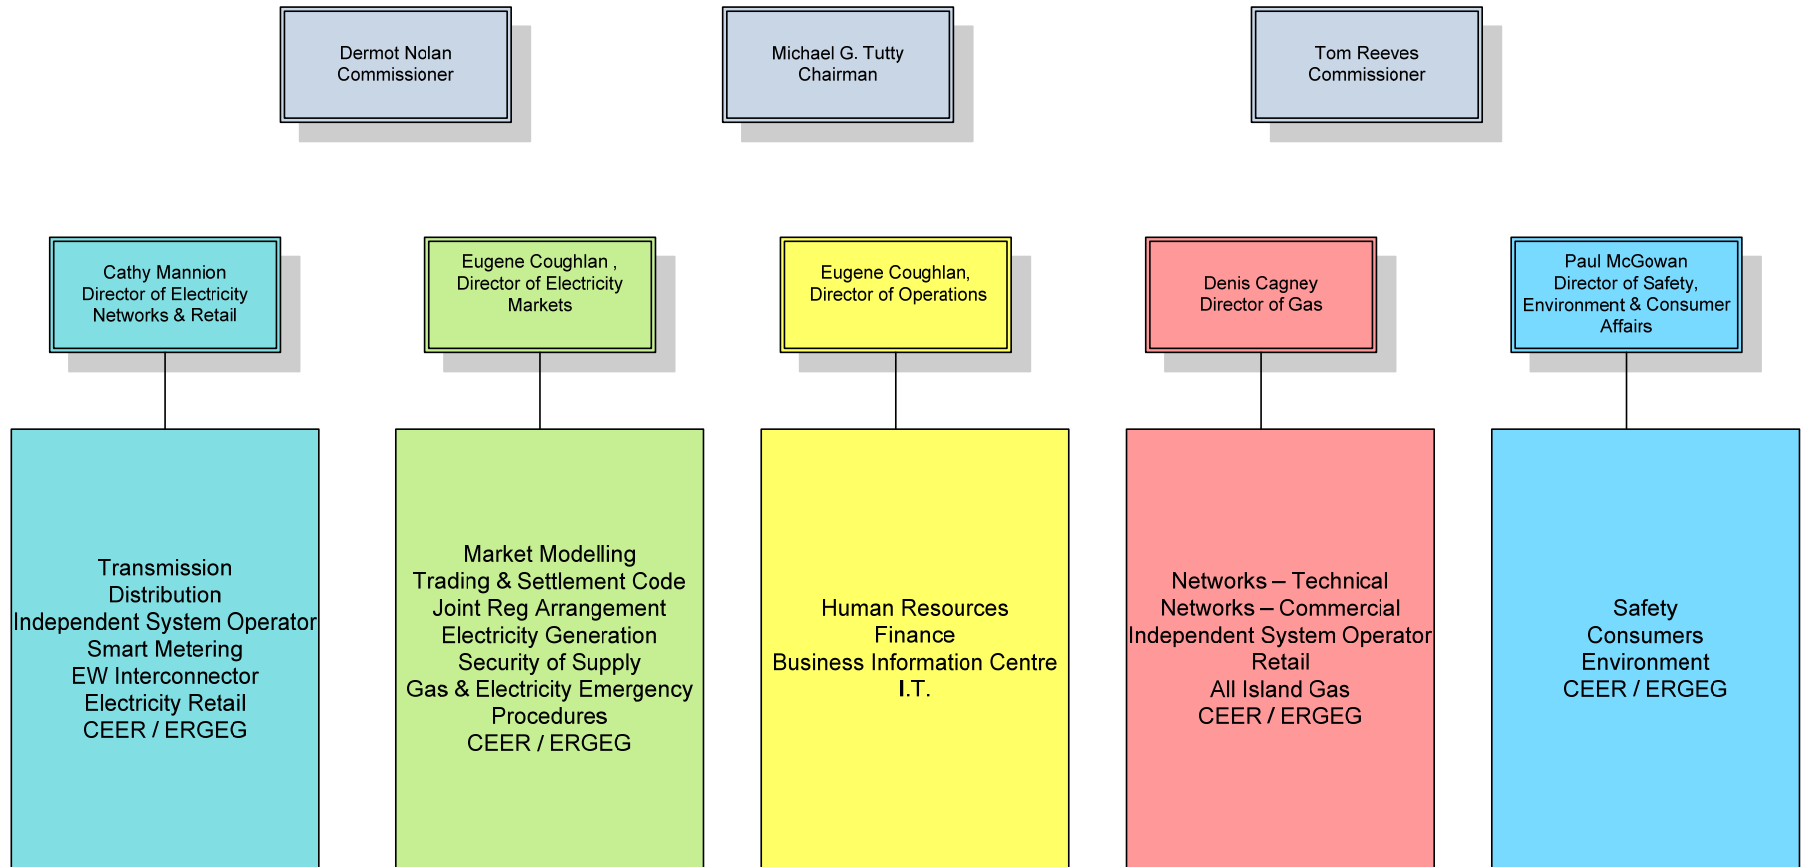 Dermot Nolan
Commissioner
Michael G. Tutty
Chairman
Tom Reeves
Commissioner
Cathy Mannion
Director of Electricity
Networks & Retail
Eugene Coughlan ,
Director of Electricity
Markets
Eugene Coughlan,
Director of Operations
Denis Cagney
Director of Gas
Paul McGowan
Director of Safety,
Environment & Consumer
Affairs
Transmission
Distribution
Independent System Operator
Smart Metering
EW Interconnector
Electricity Retail
CEER / ERGEG
Market Modelling
Trading & Settlement Code
Joint Reg Arrangement
Electricity Generation
Security of Supply
Gas & Electricity Emergency
Procedures
CEER / ERGEG
Human Resources
Finance
Business Information Centre
I.T.
Networks – Technical
Networks – Commercial
Independent System Operator
Retail
All Island Gas
CEER / ERGEG
Safety
Consumers
Environment
CEER / ERGEG